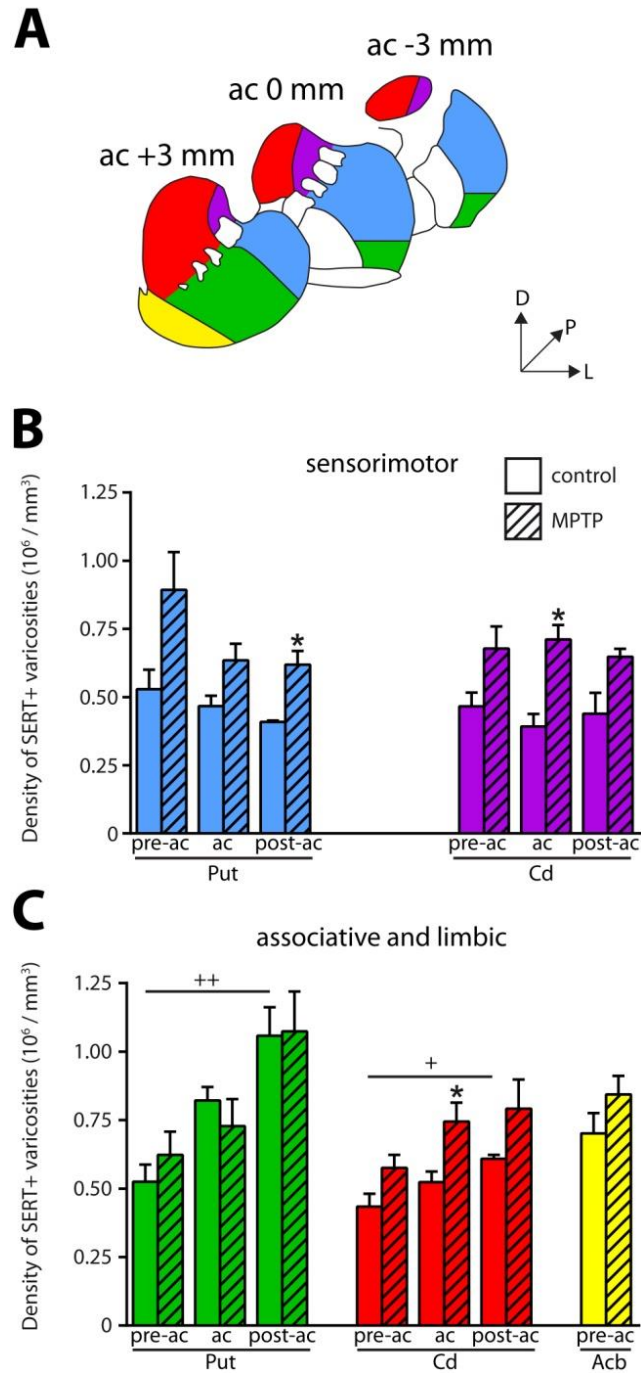 A
ac -3 mm
ac 0 mm
ac +3 mm
D
P
L
B
sensorimotor
control
MPTP
Density of SERT+ varicosities (10⁶ / mm³)
1.25
1.00
0.75
0.50
0.25
0
*
*
pre-ac ac post-ac pre-ac ac post-ac
Put Cd
C
associative and limbic
Density of SERT+ varicosities (10⁶ / mm³)
1.25
1.00
0.75
0.50
0.25
0
++
+
*
pre-ac ac post-ac pre-ac ac post-ac pre-ac
Put Cd Acb